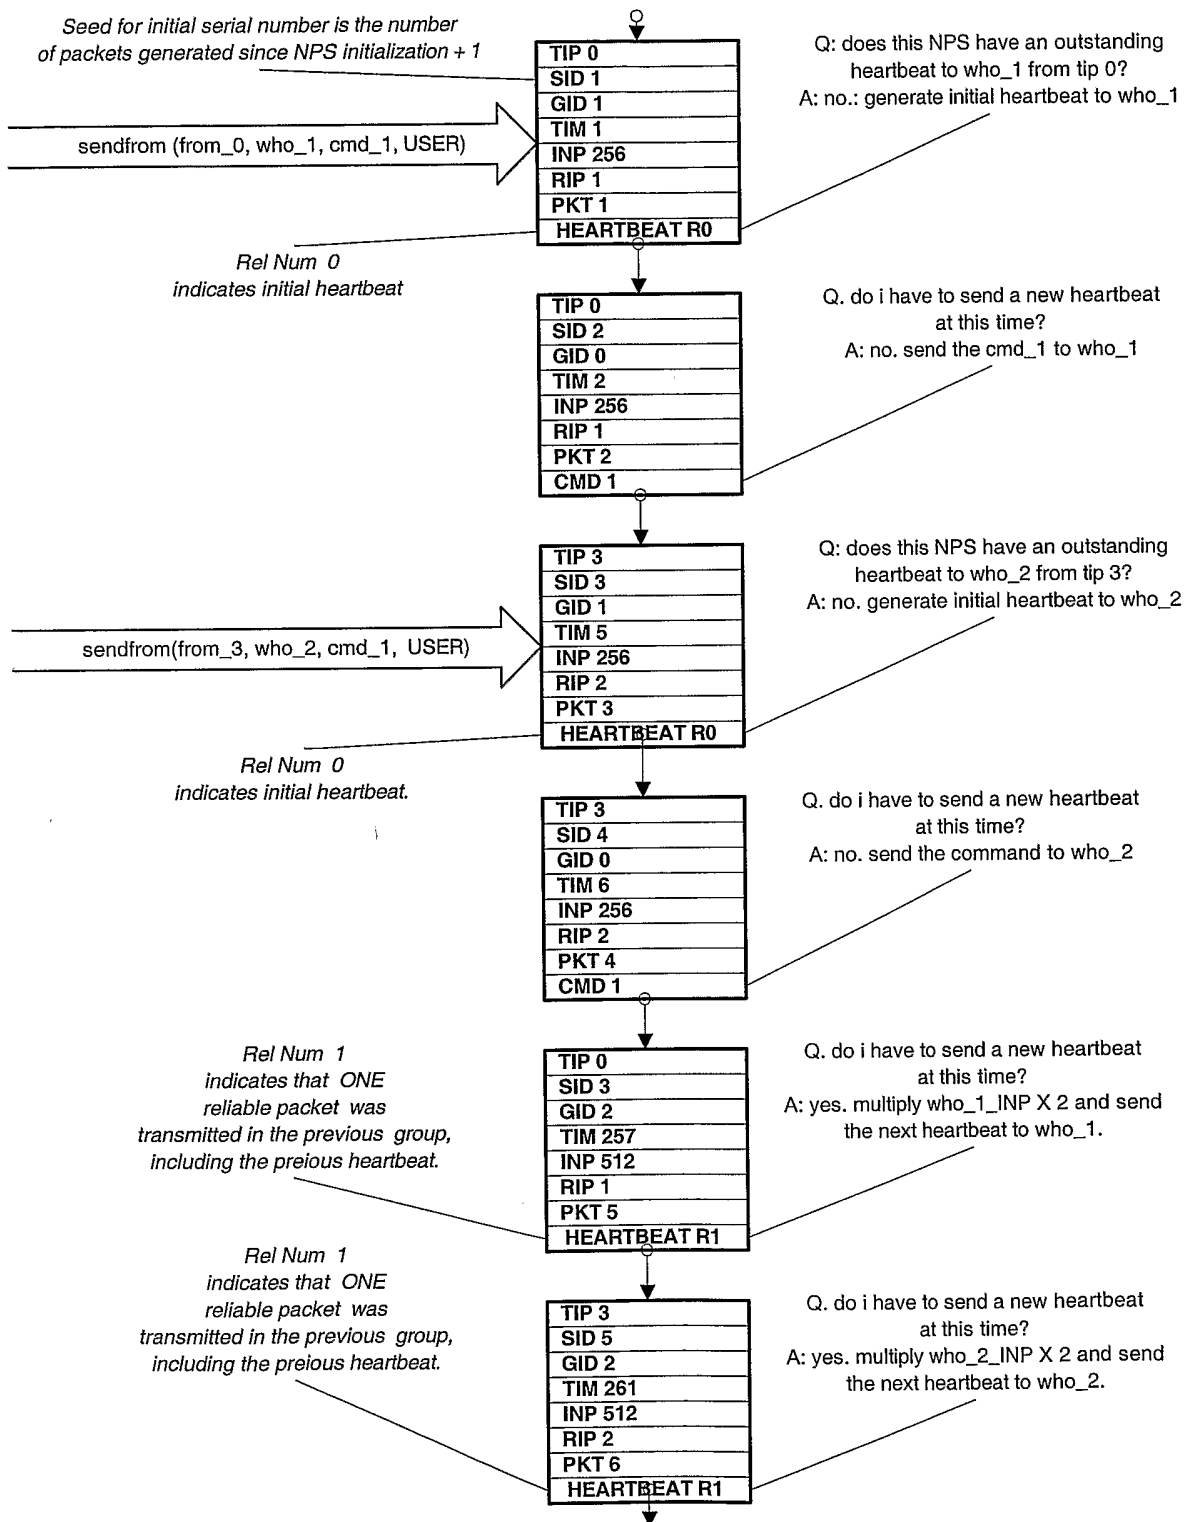 Seed for initial serial number is the number
of packets generated since NPS initialization + 1
TIP 0
SID 1
GID 1
TIM 1
INP 256
RIP 1
PKT 1
HEARTBEAT R0
Q: does this NPS have an outstanding
heartbeat to who_1 from tip 0?
A: no.: generate initial heartbeat to who_1
sendfrom (from_0, who_1, cmd_1, USER)
Rel Num 0
indicates initial heartbeat
TIP 0
SID 2
GID 0
TIM 2
INP 256
RIP 1
PKT 2
CMD 1
Q. do i have to send a new heartbeat
at this time?
A: no. send the cmd_1 to who_1
TIP 3
SID 3
GID 1
TIM 5
INP 256
RIP 2
PKT 3
HEARTBEAT R0
Q: does this NPS have an outstanding
heartbeat to who_2 from tip 3?
A: no. generate initial heartbeat to who_2
sendfrom(from_3, who_2, cmd_1, USER)
Rel Num 0
indicates initial heartbeat.
TIP 3
SID 4
GID 0
TIM 6
INP 256
RIP 2
PKT 4
CMD 1
Q. do i have to send a new heartbeat
at this time?
A: no. send the command to who_2
Rel Num 1
indicates that ONE
reliable packet was
transmitted in the previous group,
including the preious heartbeat.
TIP 0
SID 3
GID 2
TIM 257
INP 512
RIP 1
PKT 5
HEARTBEAT R1
Q. do i have to send a new heartbeat
at this time?
A: yes. multiply who_1_INP X 2 and send
the next heartbeat to who_1.
Rel Num 1
indicates that ONE
reliable packet was
transmitted in the previous group,
including the preious heartbeat.
TIP 3
SID 5
GID 2
TIM 261
INP 512
RIP 2
PKT 6
HEARTBEAT R1
Q. do i have to send a new heartbeat
at this time?
A: yes. multiply who_2_INP X 2 and send
the next heartbeat to who_2.